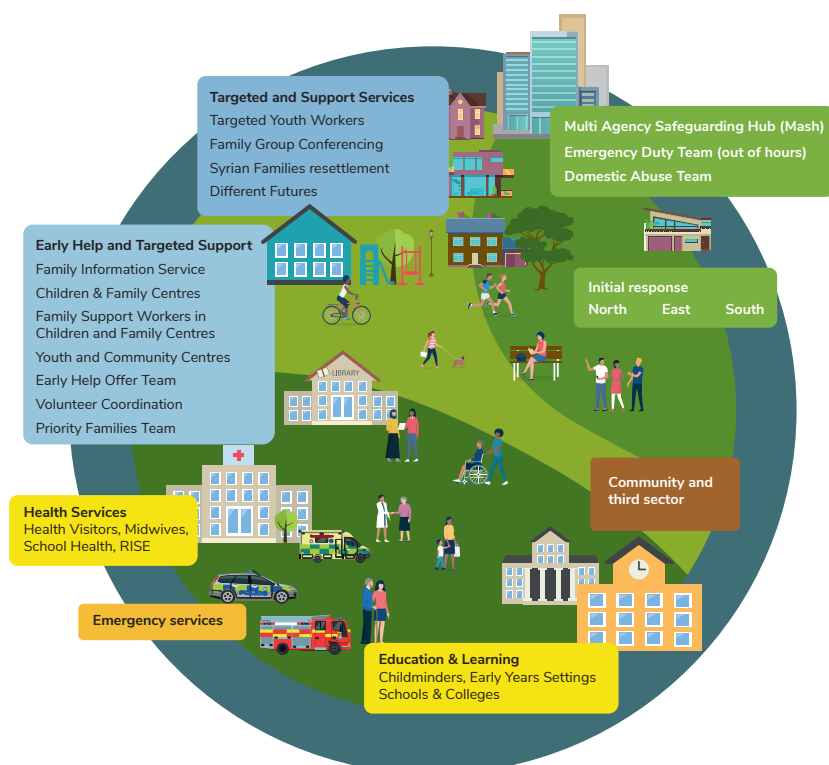 Targeted and Support Services
Targeted Youth Workers
Family Group Conferencing
Syrian Families resettlement
Different Futures
Multi Agency Safeguarding Hub (Mash)
Emergency Duty Team (out of hours)
Domestic Abuse Team
Early Help and Targeted Support
Family Information Service
Children & Family Centres
Family Support Workers in
Children and Family Centres
Youth and Community Centres
Early Help Offer Team
Volunteer Coordination
Priority Families Team
Initial response
North East South
LIBRARY
Community and
third sector
Health Services
Health Visitors, Midwives,
School Health, RISE
Emergency services
Education & Learning
Childminders, Early Years Settings
Schools & Colleges